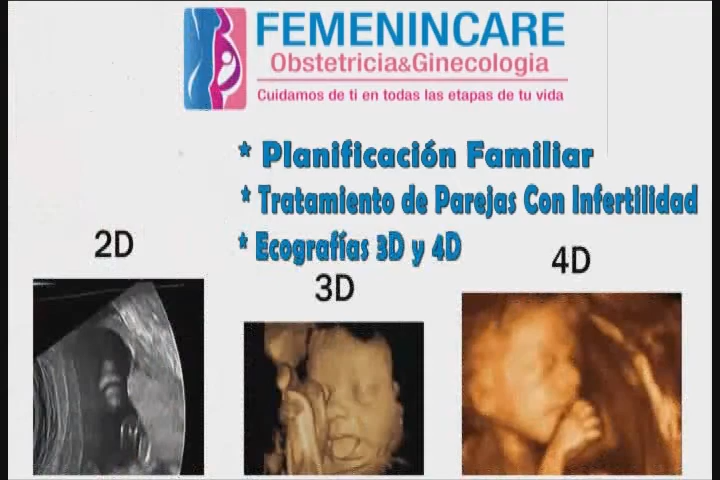 FEMENINCARE
Obstetricia&Ginecologia
Cuidamos de ti en todas las etapas de tu vida
* Planificación Familiar
* Tratamiento de Parejas Con Infertilidad
* Ecografías 3D y 4D
2D
3D
4D